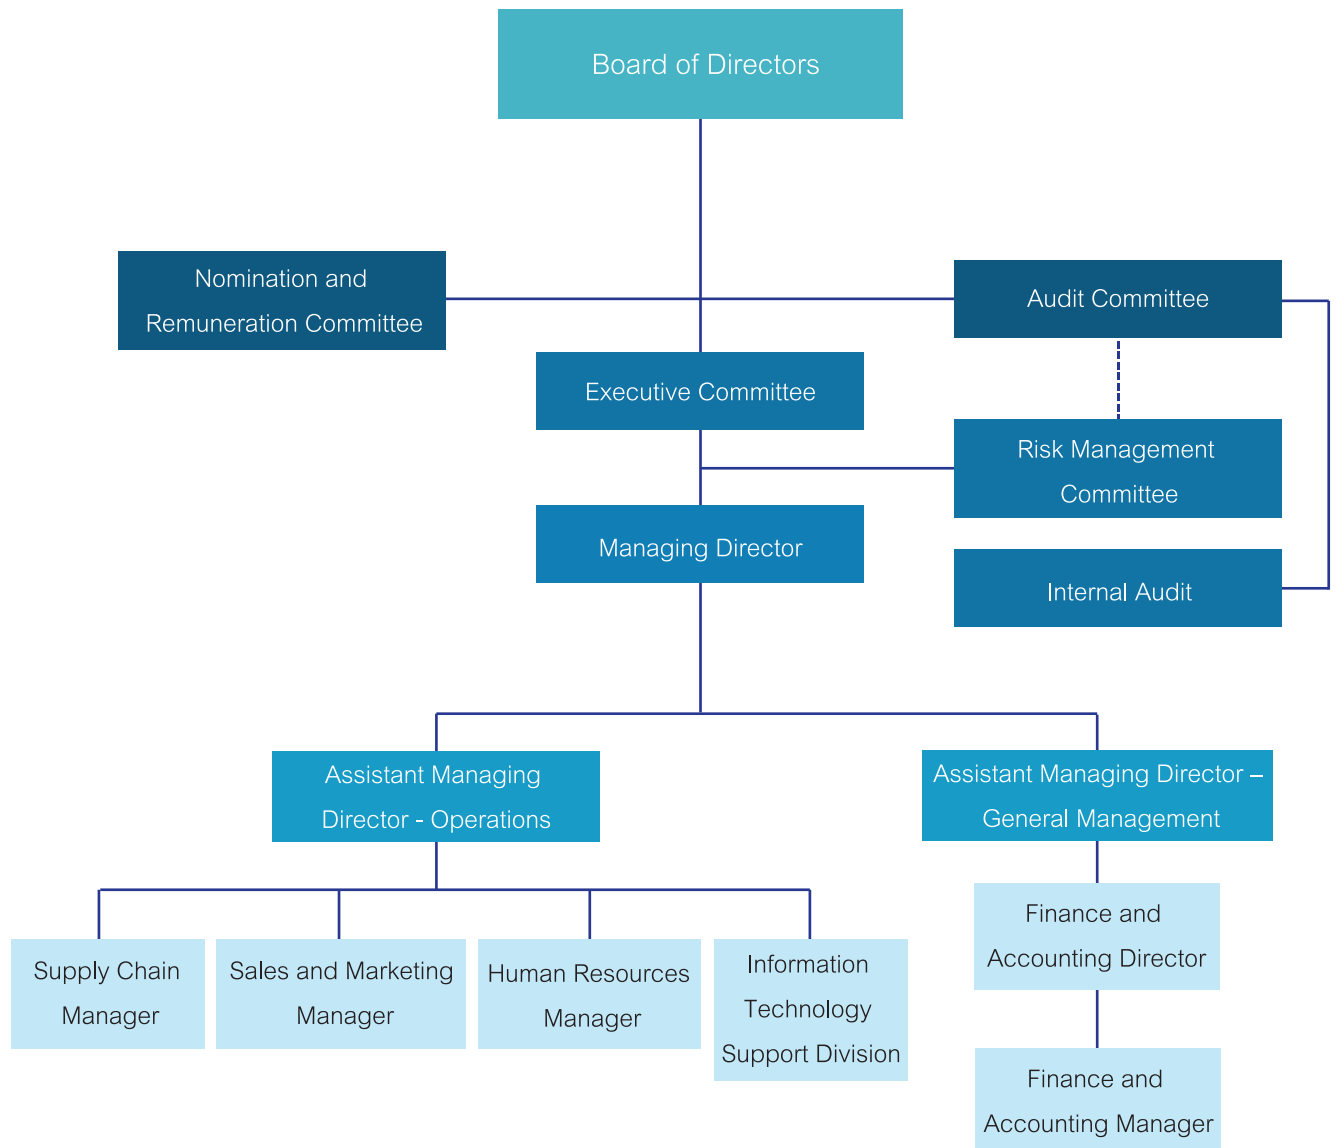 Board of Directors
Nomination and
Remuneration Committee
Audit Committee
Executive Committee
Risk Management
Committee
Managing Director
Internal Audit
Assistant Managing
Director - Operations
Assistant Managing Director –
General Management
Supply Chain
Manager
Sales and Marketing
Manager
Human Resources
Manager
Information
Technology
Support Division
Finance and
Accounting Director
Finance and
Accounting Manager